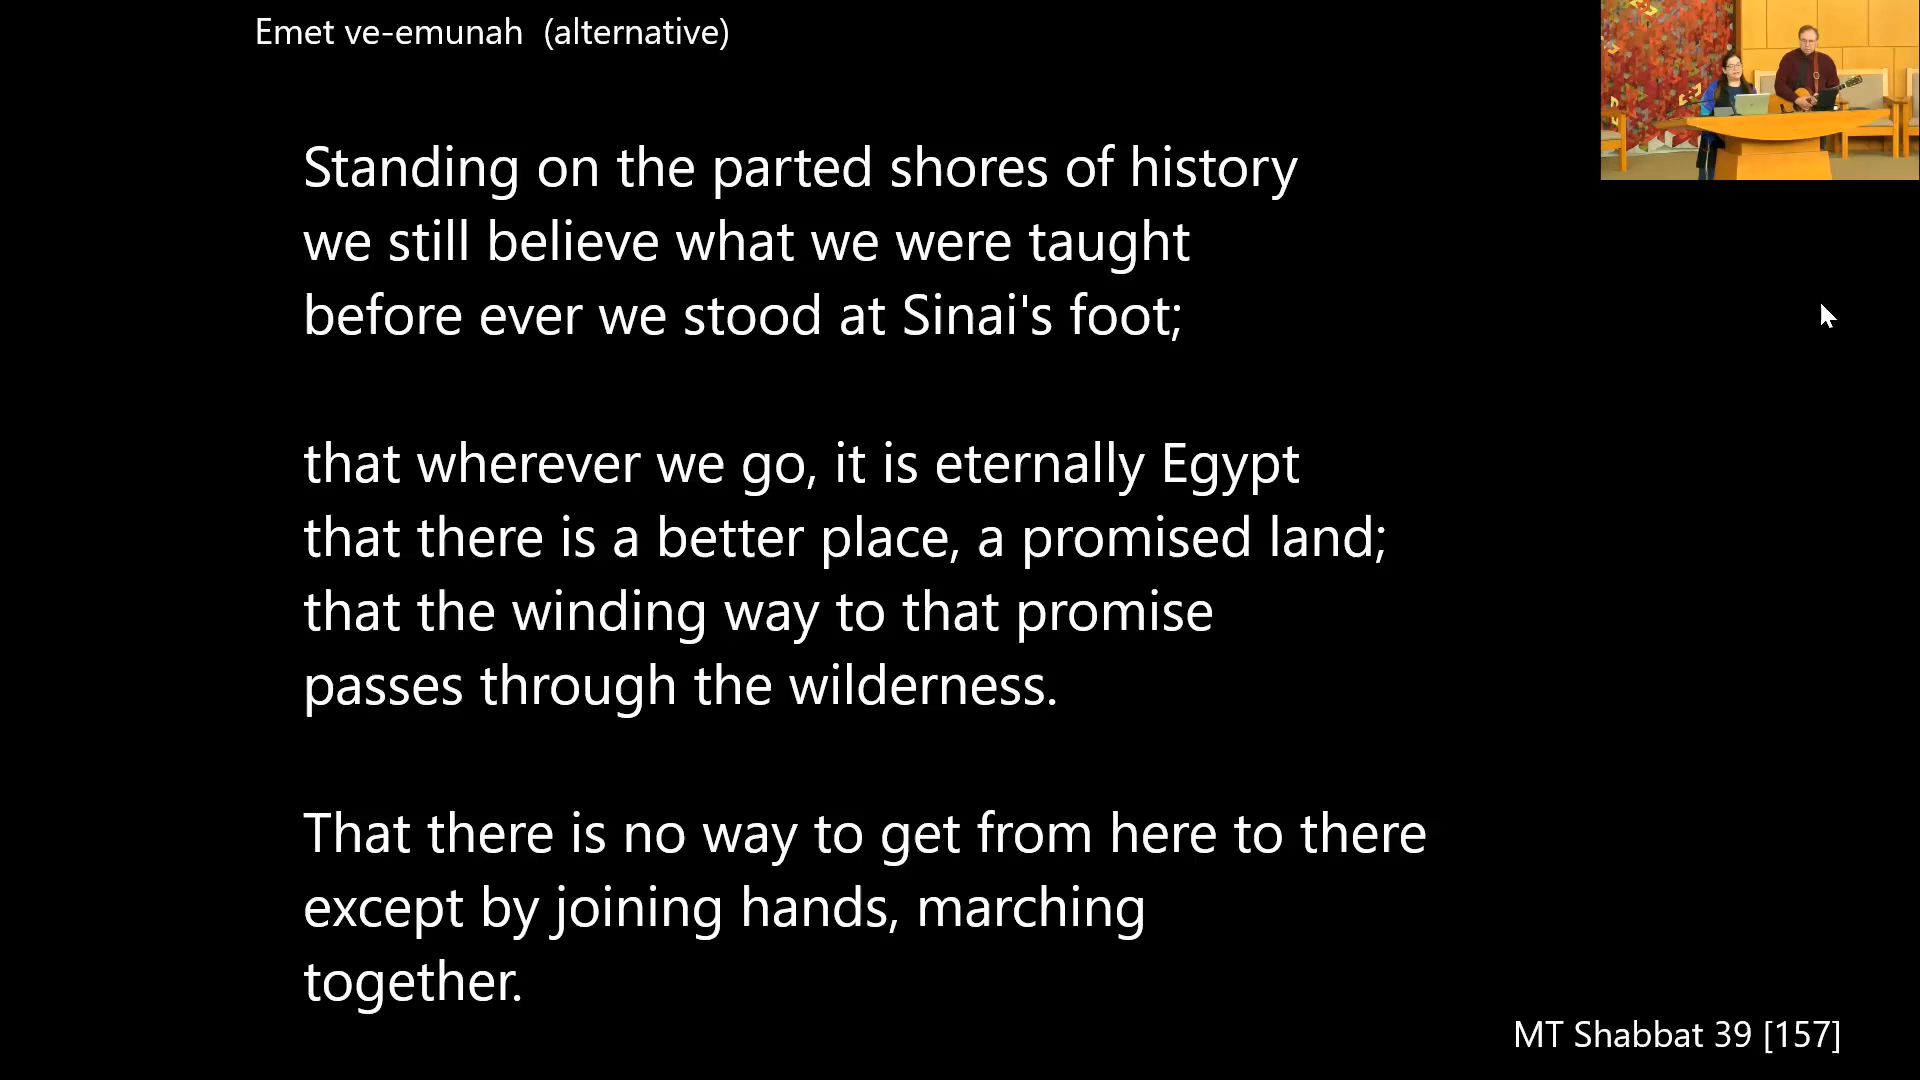 Emet ve-emunah (alternative)
Standing on the parted shores of history
we still believe what we were taught
before ever we stood at Sinai's foot;
that wherever we go, it is eternally Egypt
that there is a better place, a promised land;
that the winding way to that promise
passes through the wilderness.
That there is no way to get from here to there
except by joining hands, marching
together.
MT Shabbat 39 [157]